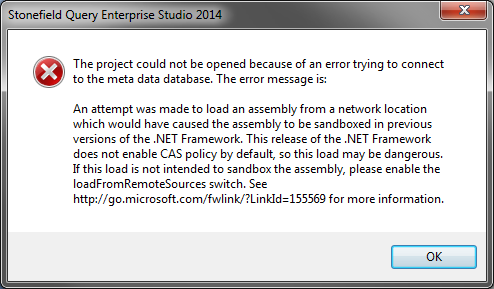 Stonefield Query Enterprise Studio 2014
The project could not be opened because of an error trying to connect
to the meta data database. The error message is:
An attempt was made to load an assembly from a network location
which would have caused the assembly to be sandboxed in previous
versions of the .NET Framework. This release of the .NET Framework
does not enable CAS policy by default, so this load may be dangerous.
If this load is not intended to sandbox the assembly, please enable the
loadFromRemoteSources switch. See
http://go.microsoft.com/fwlink/?LinkId=155569 for more information.
OK